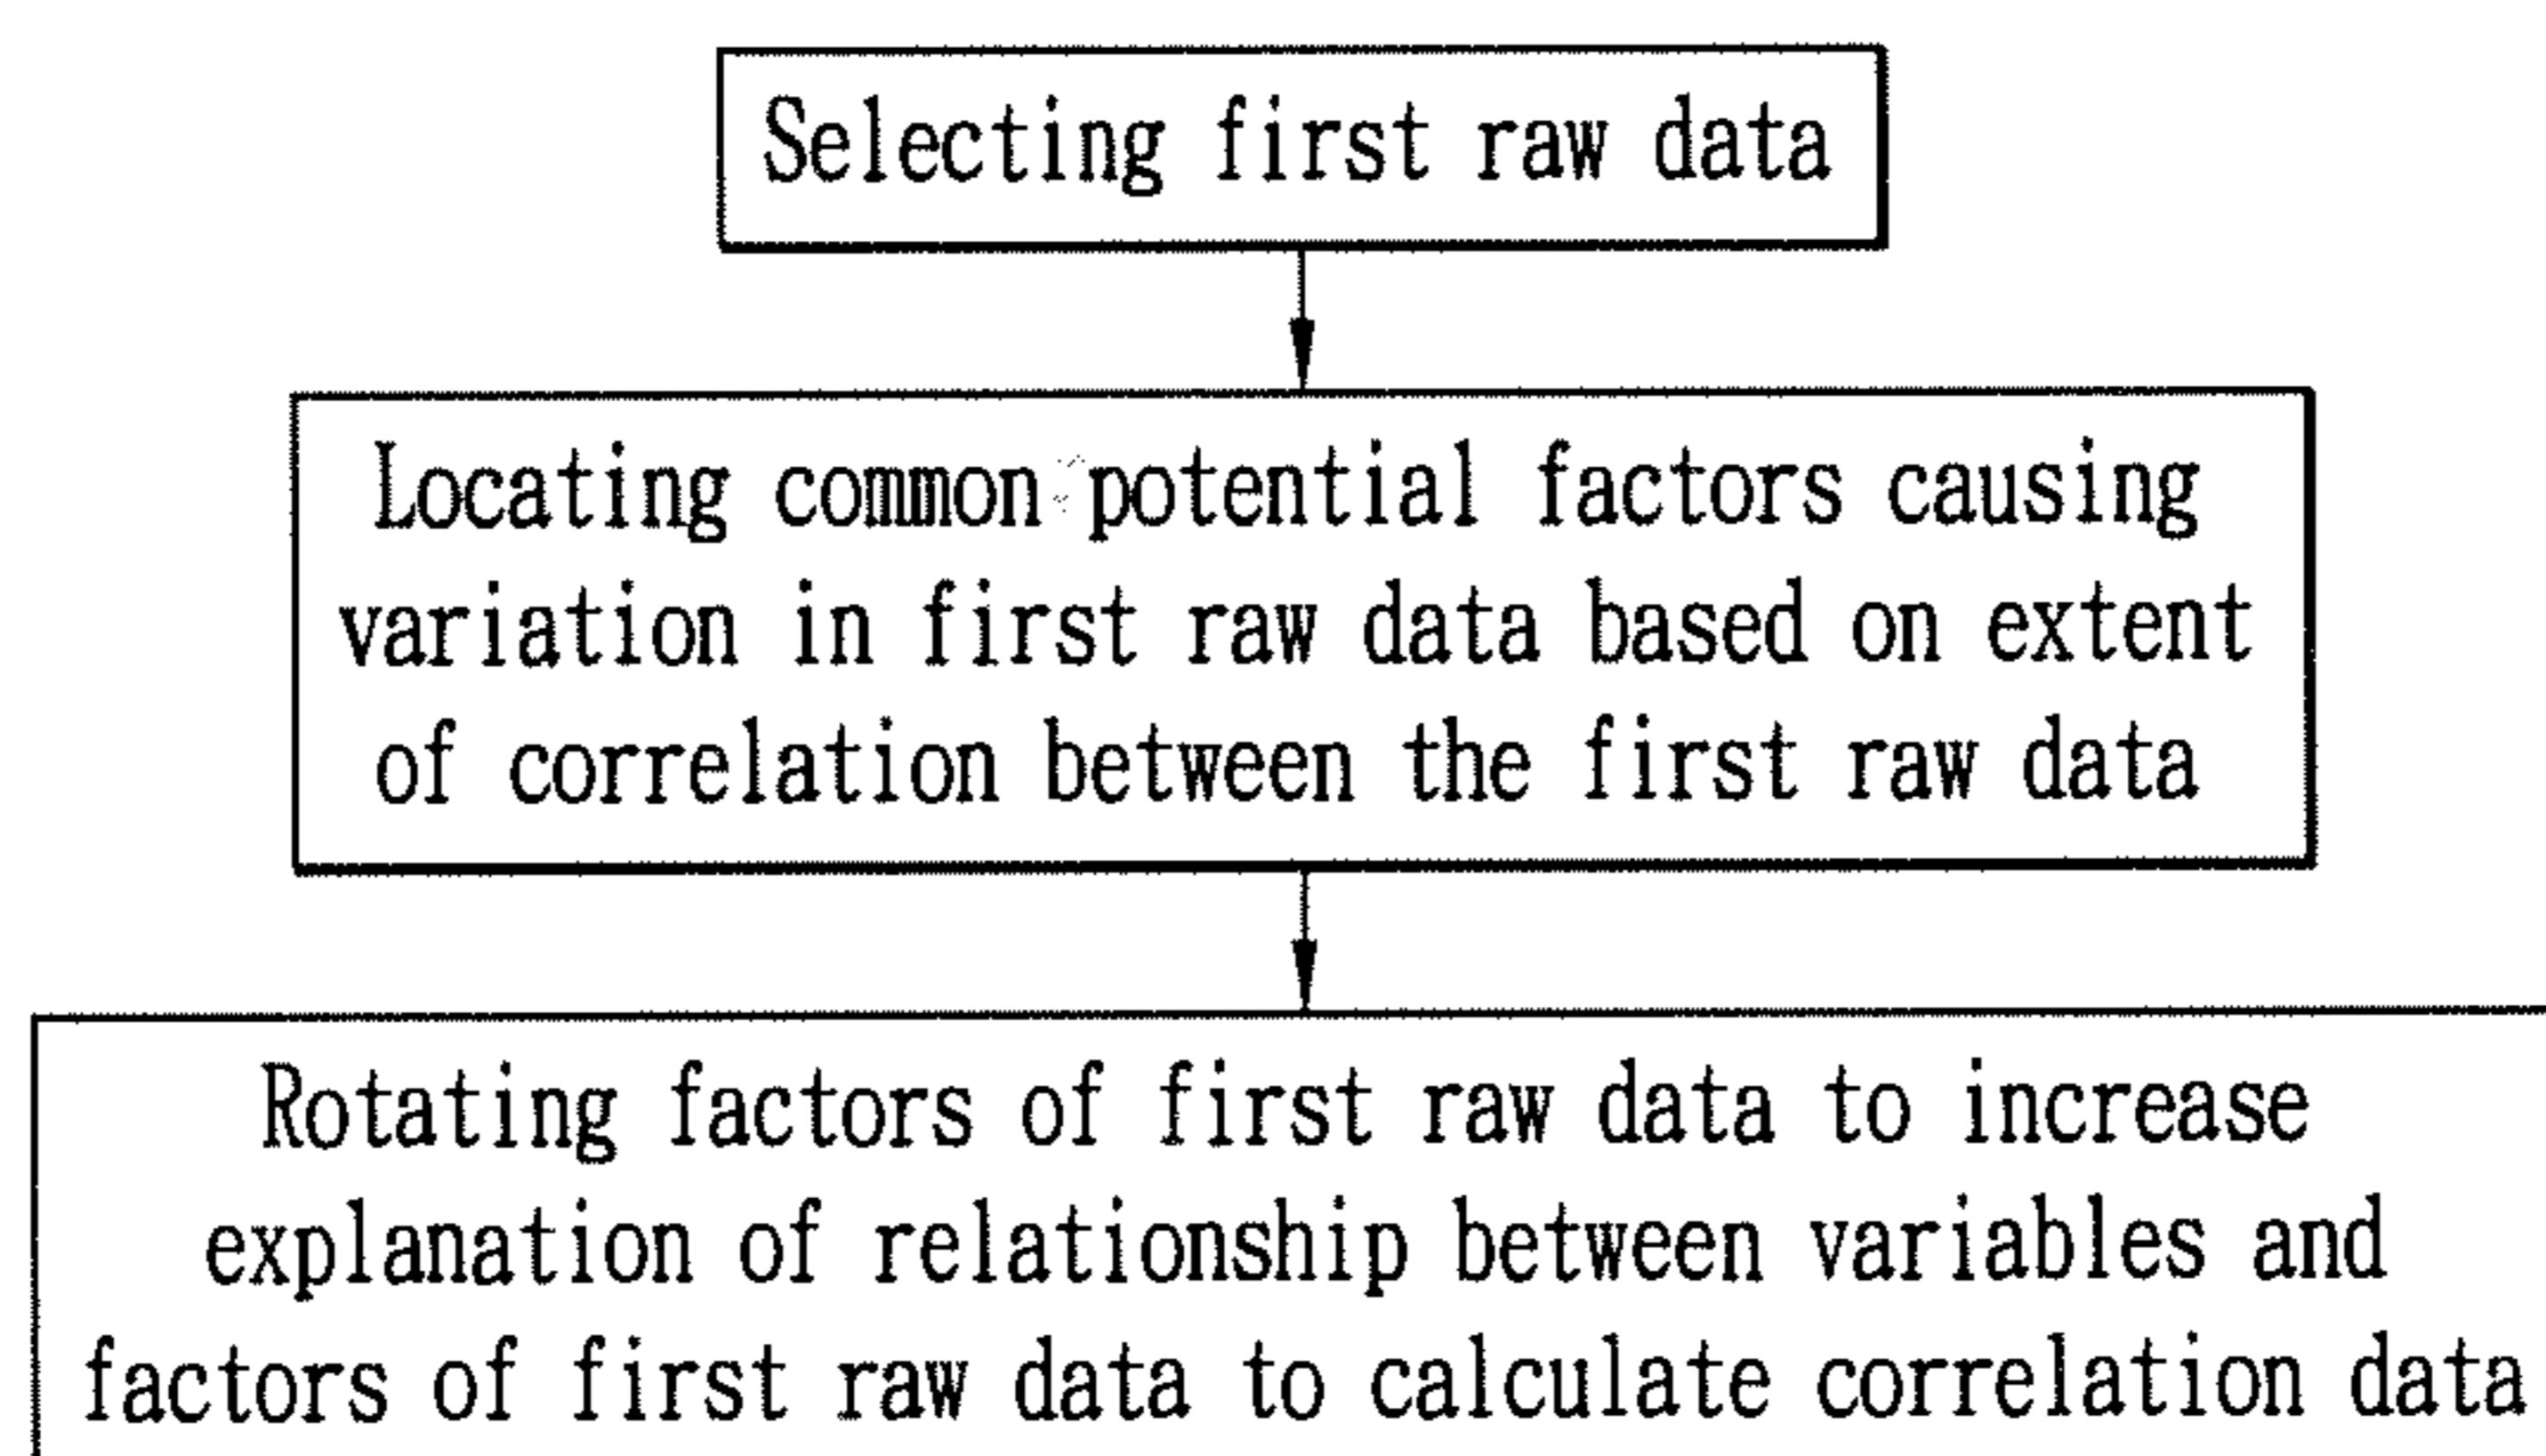 Selecting first raw data
Locating common potential factors causing
variation in first raw data based on extent
of correlation between the first raw data
Rotating factors of first raw data to increase
explanation of relationship between variables and
factors of first raw data to calculate correlation data